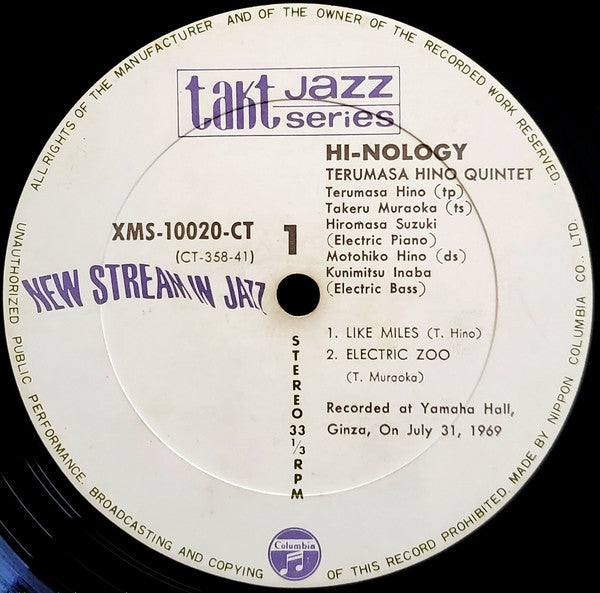 ALL RIGHTS OF THE MANUFACTURER AND OF THE OWNER OF THE RECORDED WORK RESERVED.
takt jazz
series
HI-NOLOGY
TERUMASA HINO QUINTET
Terumasa Hino (tp)
Takeru Muraoka (ts)
Hiromasa Suzuki
(Electric Piano)
Motohiko Hino (ds)
Kunimitsu Inaba
(Electric Bass)
XMS-10020-CT
(CT-358-41)
1
NEW STREAM IN JAZZ
1. LIKE MILES (T. Hino)
2. ELECTRIC ZOO
(T. Muraoka)
STEREO 33 1/3 RPM
Recorded at Yamaha Hall,
Ginza, On July 31, 1969
Columbia
UNAUTHORIZED PUBLIC PERFORMANCE, BROADCASTING AND COPYING OF THIS RECORD PROHIBITED. MADE BY NIPPON COLUMBIA CO., LTD.